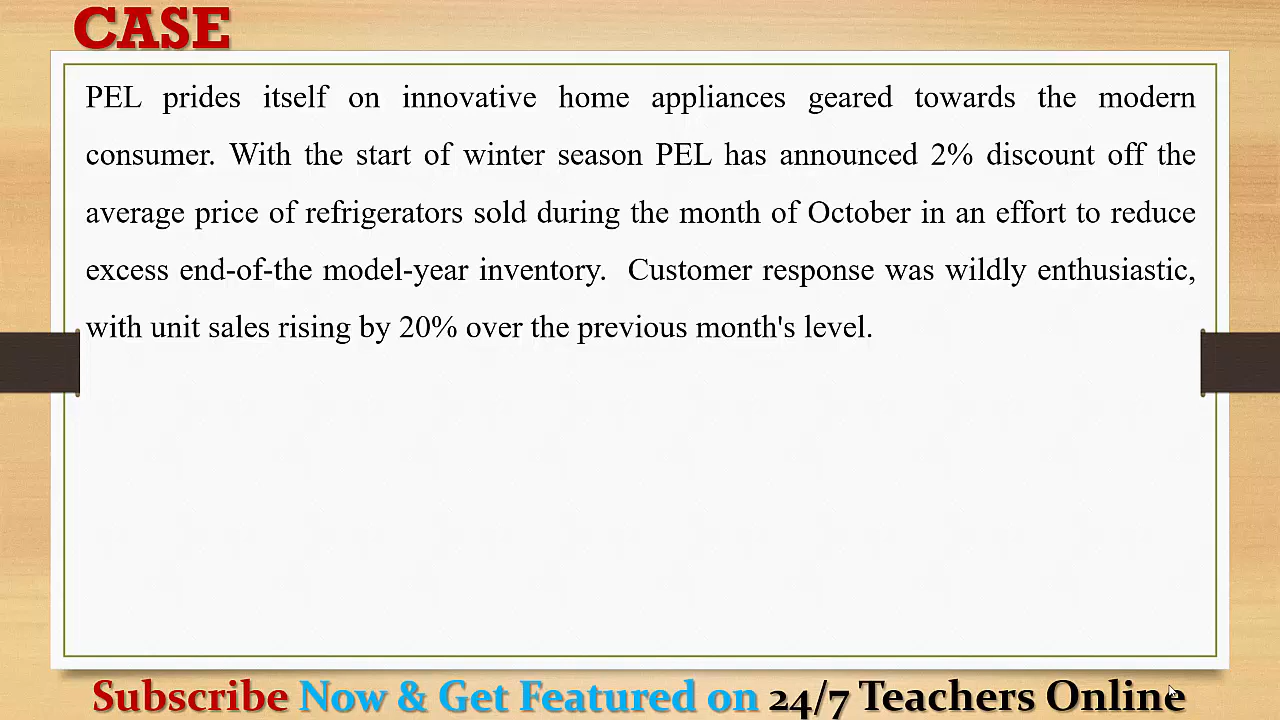 CASE
PEL prides itself on innovative home appliances geared towards the modern
consumer. With the start of winter season PEL has announced 2% discount off the
average price of refrigerators sold during the month of October in an effort to reduce
excess end-of-the model-year inventory.  Customer response was wildly enthusiastic,
with unit sales rising by 20% over the previous month's level.
Subscribe Now & Get Featured on 24/7 Teachers Online